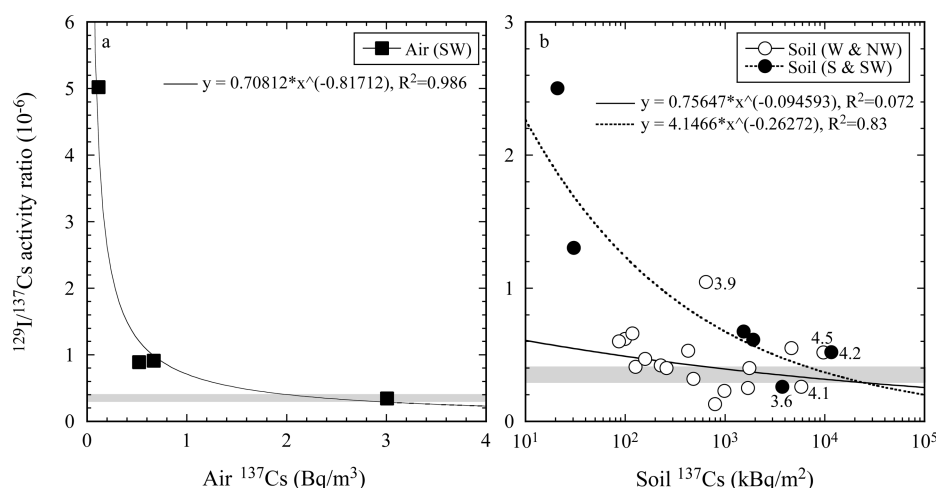 a
Air (SW)
y = 0.70812*x^(-0.81712), R²=0.986
¹²⁹I/¹³⁷Cs activity ratio (10⁻⁶)
6
5
4
3
2
1
0
0 1 2 3 4
Air ¹³⁷Cs (Bq/m³)
b
Soil (W & NW)
Soil (S & SW)
y = 0.75647*x^(-0.094593), R²=0.072
y = 4.1466*x^(-0.26272), R²=0.83
3
2
1
0
3.9
4.5
4.2
3.6
4.1
10¹ 10² 10³ 10⁴ 10⁵
Soil ¹³⁷Cs (kBq/m²)